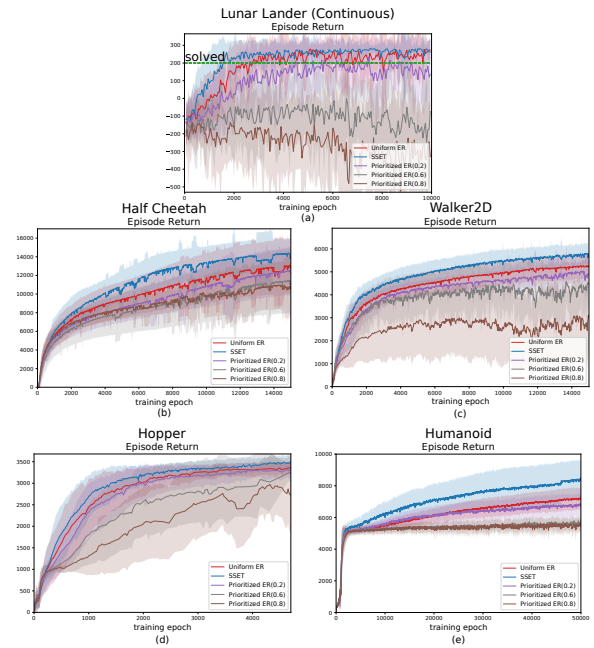 Lunar Lander (Continuous)
Episode Return
300
200
100
0
−100
−200
−300
−400
−500
solved
Uniform ER
SSET
Prioritized ER(0.2)
Prioritized ER(0.6)
Prioritized ER(0.8)
0 2000 4000 6000 8000 10000
training epoch
(a)
Half Cheetah
Episode Return
16000
14000
12000
10000
8000
6000
4000
2000
0
Uniform ER
SSET
Prioritized ER(0.2)
Prioritized ER(0.6)
Prioritized ER(0.8)
0 2000 4000 6000 8000 10000 12000 14000
training epoch
(b)
Walker2D
Episode Return
6000
5000
4000
3000
2000
1000
0
Uniform ER
SSET
Prioritized ER(0.2)
Prioritized ER(0.6)
Prioritized ER(0.8)
0 2000 4000 6000 8000 10000 12000 14000
training epoch
(c)
Hopper
Episode Return
3500
3000
2500
2000
1500
1000
500
0
Uniform ER
SSET
Prioritized ER(0.2)
Prioritized ER(0.6)
Prioritized ER(0.8)
0 1000 2000 3000 4000
training epoch
(d)
Humanoid
Episode Return
10000
8000
6000
4000
2000
0
Uniform ER
SSET
Prioritized ER(0.2)
Prioritized ER(0.6)
Prioritized ER(0.8)
0 10000 20000 30000 40000 50000
training epoch
(e)